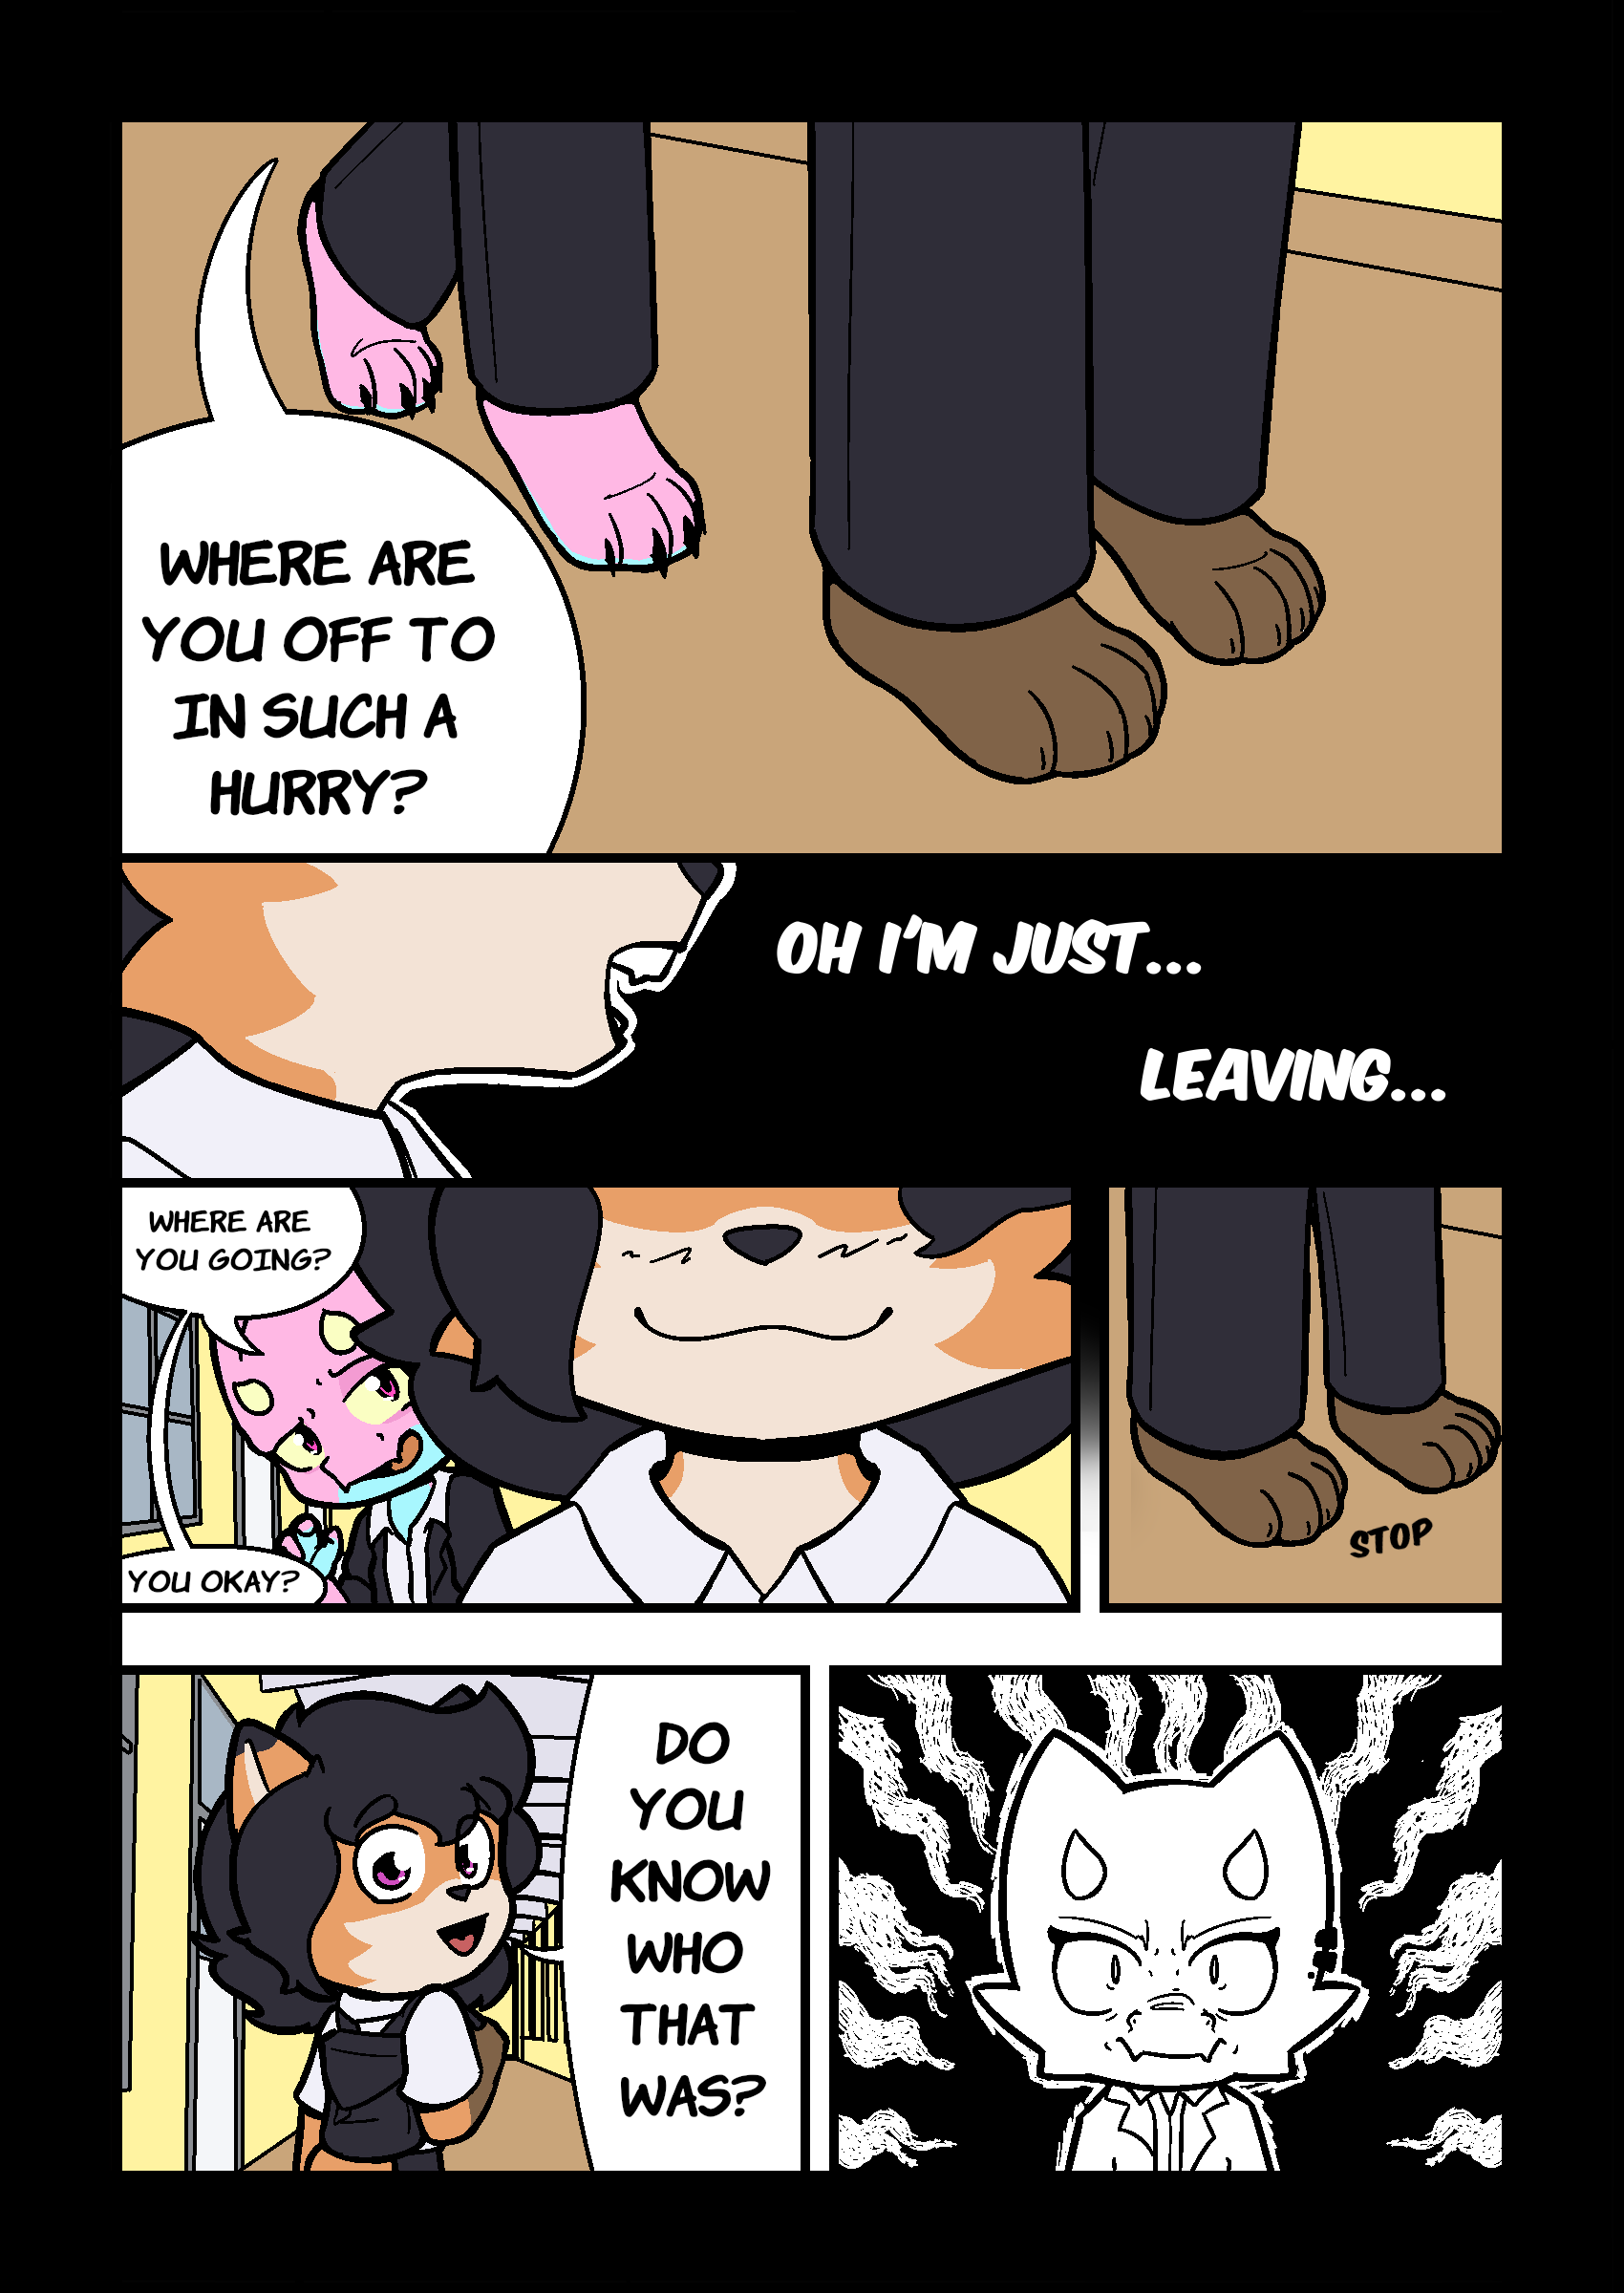 WHERE ARE
YOU OFF TO
IN SUCH A
HURRY?
OH I'M JUST...
LEAVING...
WHERE ARE
YOU GOING?
YOU OKAY?
STOP
DO
YOU
KNOW
WHO
THAT
WAS?